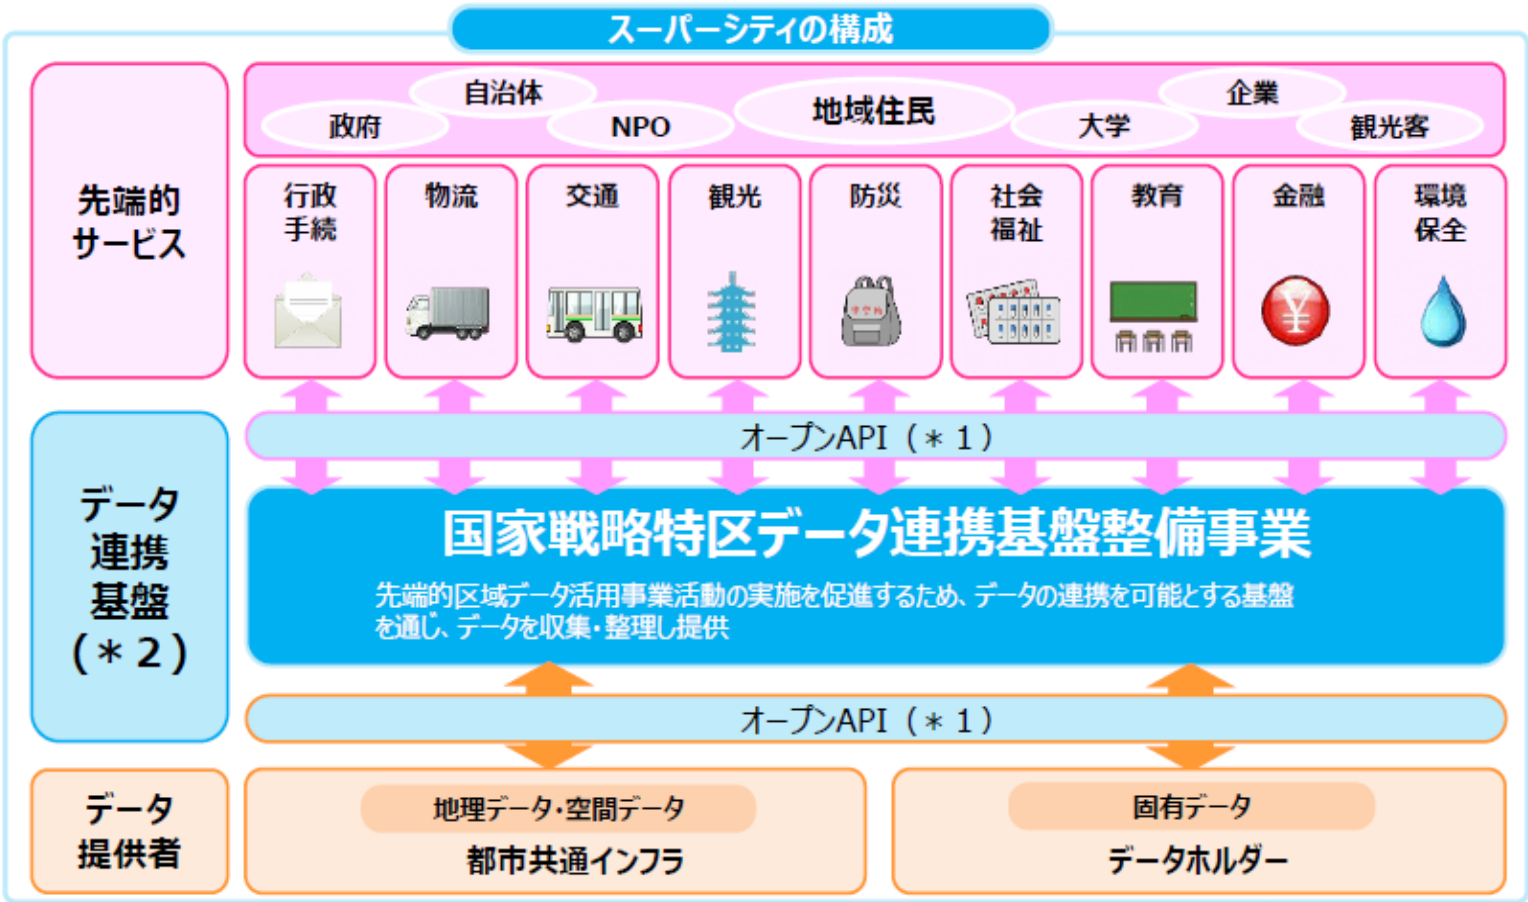 スーパーシティの構成
先端的
サービス
政府
自治体
NPO
地域住民
大学
企業
観光客
行政
手続
物流
交通
観光
防災
社会
福祉
教育
金融
環境
保全
データ
連携
基盤
(＊２)
オープンAPI（＊１）
国家戦略特区データ連携基盤整備事業
先端的区域データ活用事業活動の実施を促進するため、データの連携を可能とする基盤
を通じ、データを収集・整理し提供
オープンAPI（＊１）
データ
提供者
地理データ・空間データ
都市共通インフラ
固有データ
データホルダー